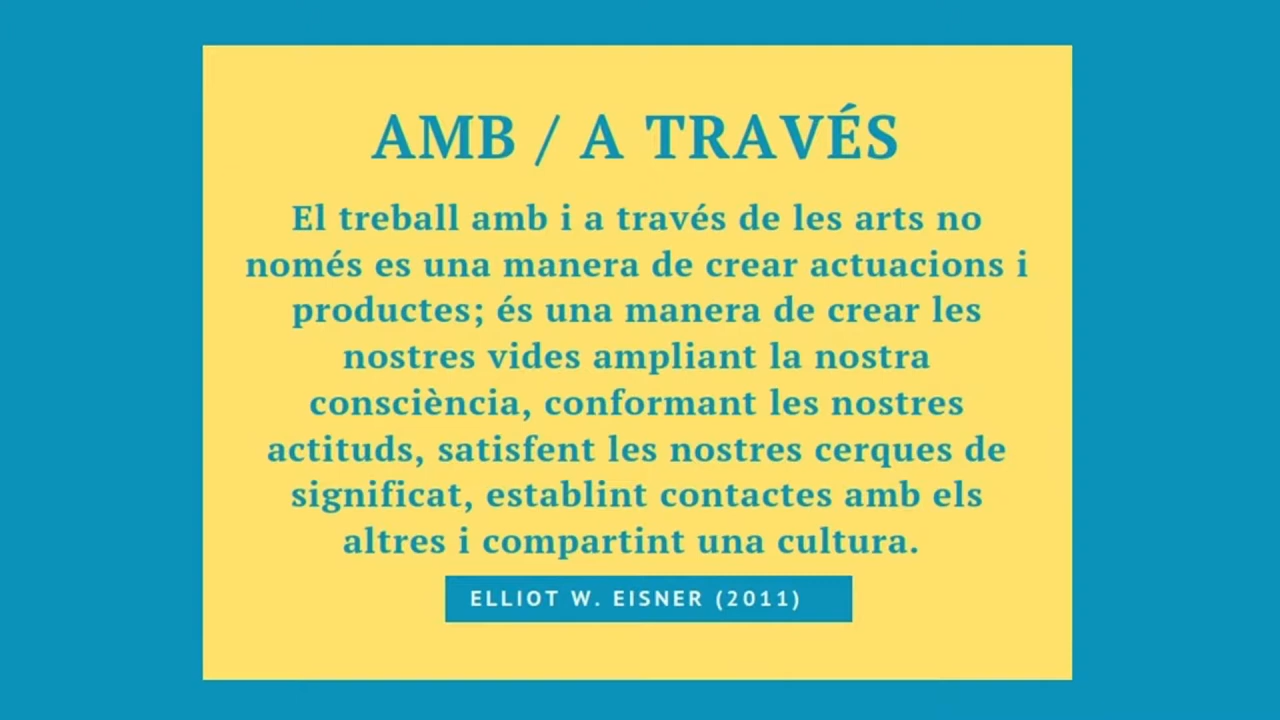 AMB / A TRAVÉS
El treball amb i a través de les arts no
només es una manera de crear actuacions i
productes; és una manera de crear les
nostres vides ampliant la nostra
consciència, conformant les nostres
actituds, satisfent les nostres cerques de
significat, establint contactes amb els
altres i compartint una cultura.
ELLIOT W. EISNER (2011)